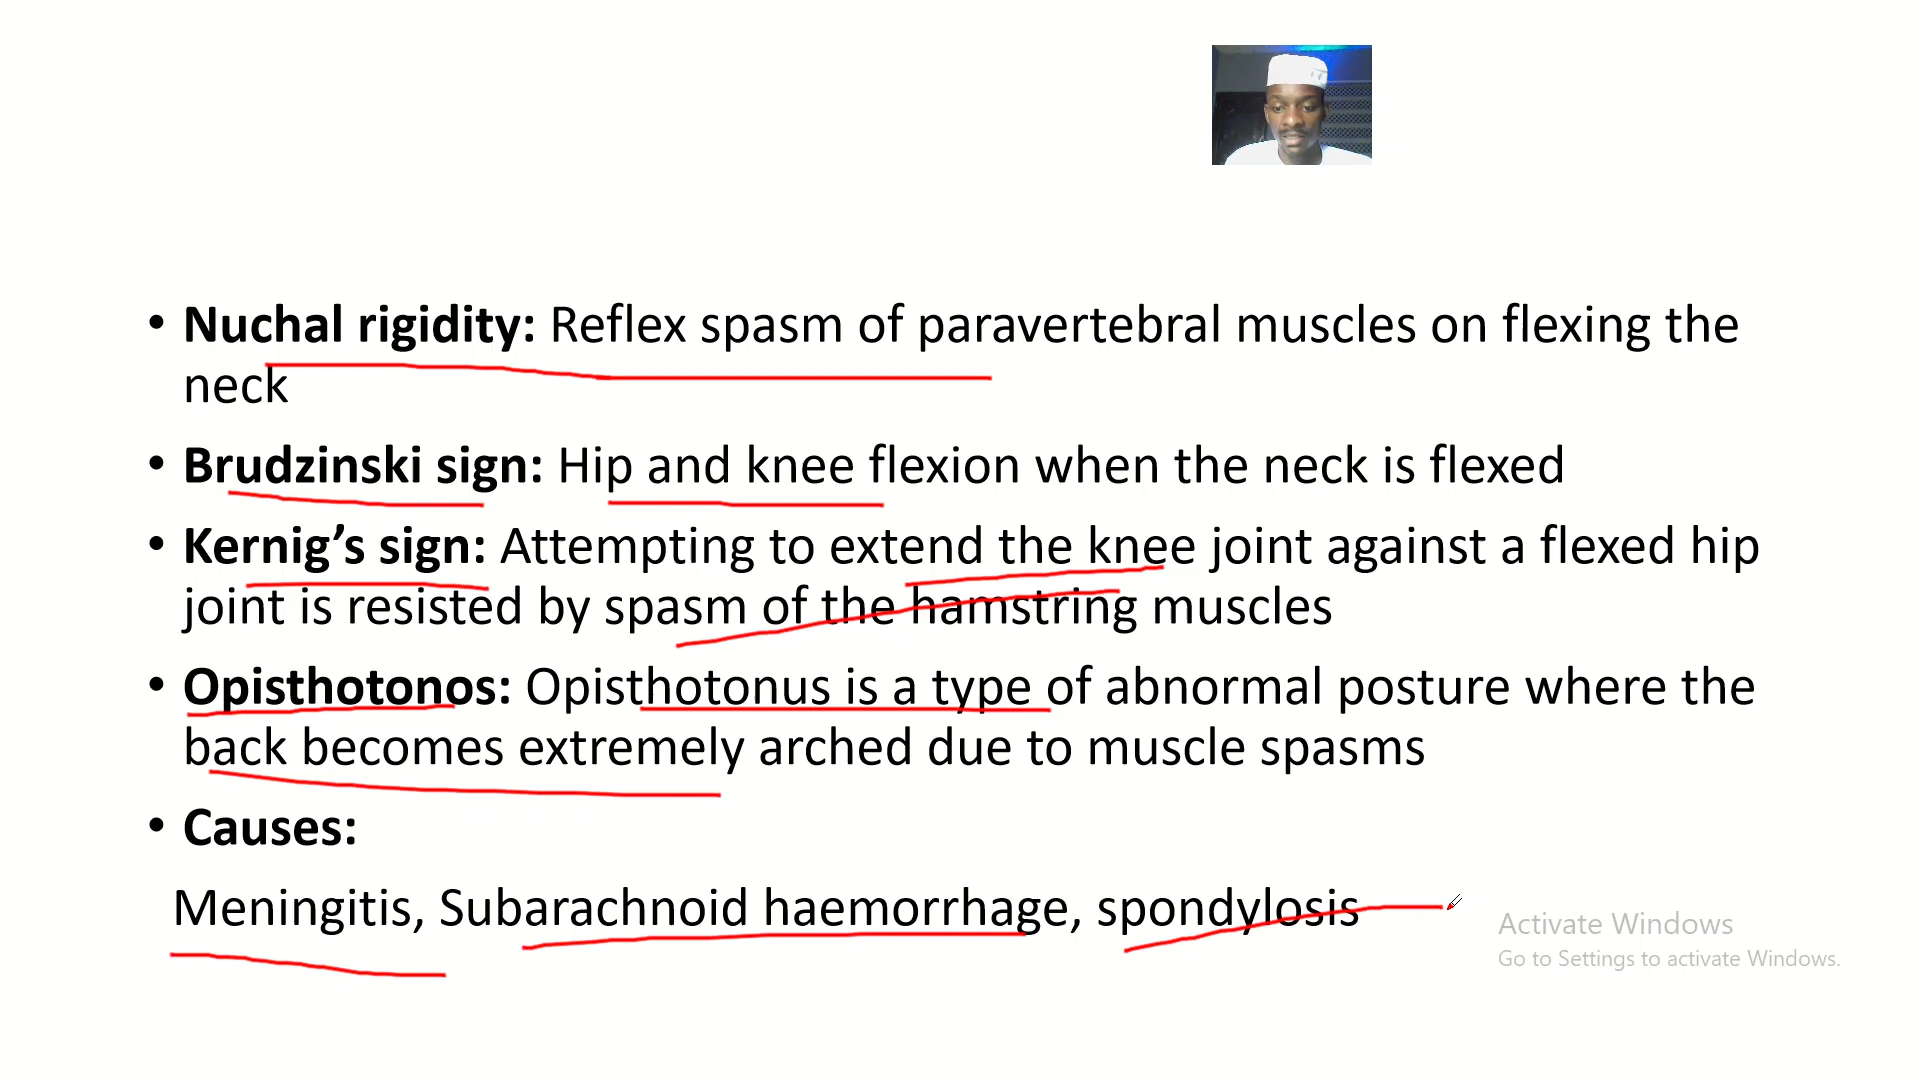 • Nuchal rigidity: Reflex spasm of paravertebral muscles on flexing the
neck
• Brudzinski sign: Hip and knee flexion when the neck is flexed
• Kernig’s sign: Attempting to extend the knee joint against a flexed hip
joint is resisted by spasm of the hamstring muscles
• Opisthotonos: Opisthotonus is a type of abnormal posture where the
back becomes extremely arched due to muscle spasms
• Causes:
Meningitis, Subarachnoid haemorrhage, spondylosis
Activate Windows
Go to Settings to activate Windows.